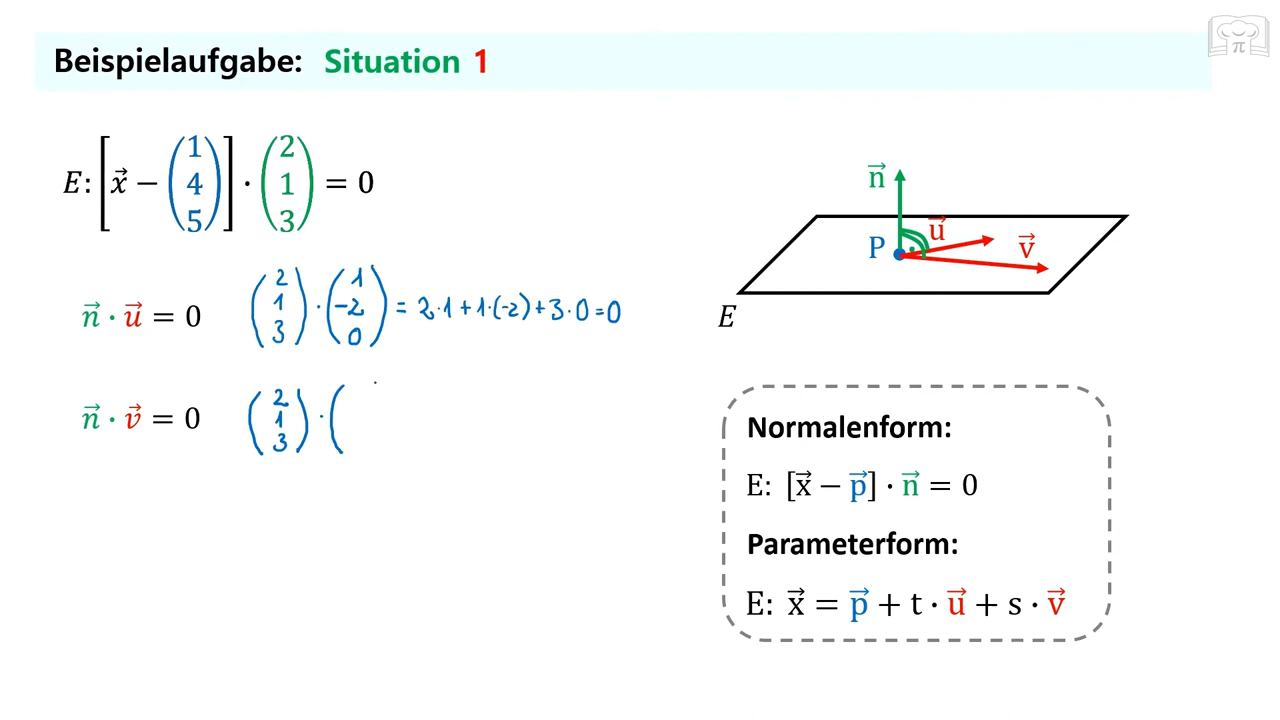 Beispielaufgabe: Situation 1
E: [x⃗ − (1 4 5)] · (2 1 3) = 0
n⃗ · u⃗ = 0 (2 1 3) · (1 -2 0) = 2·1+1·(-2)+3·0=0
n⃗ · v⃗ = 0 (2 1 3) · (
n⃗
u⃗
P
v⃗
E
Normalenform:
E: [x⃗ − p⃗] · n⃗ = 0
Parameterform:
E: x⃗ = p⃗ + t · u⃗ + s · v⃗
π